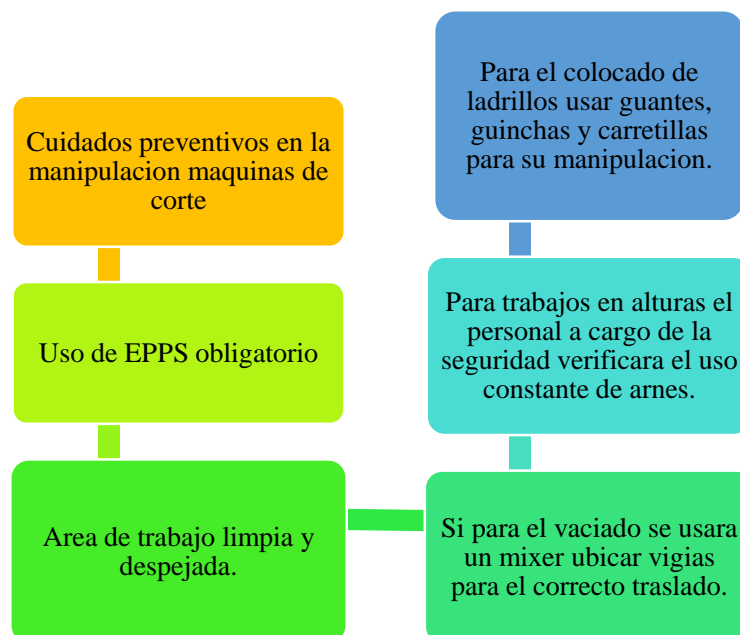 Cuidados preventivos en la
manipulacion maquinas de
corte
Uso de EPPS obligatorio
Area de trabajo limpia y
despejada.
Si para el vaciado se usara
un mixer ubicar vigias
para el correcto traslado.
Para trabajos en alturas el
personal a cargo de la
seguridad verificara el uso
constante de arnes.
Para el colocado de
ladrillos usar guantes,
guinchas y carretillas
para su manipulacion.